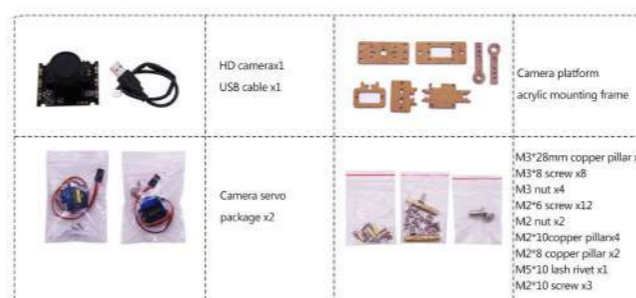 HD camerax1
USB cable x1
Camera platform
acrylic mounting frame
Camera servo
package x2
M3*28mm copper pillar x
M3*8 screw x8
M3 nut x4
M2*6 screw x12
M2 nut x2
M2*10copper pillarx4
M2*8 copper pillar x2
M5*10 lash rivet x1
M2*10 screw x3